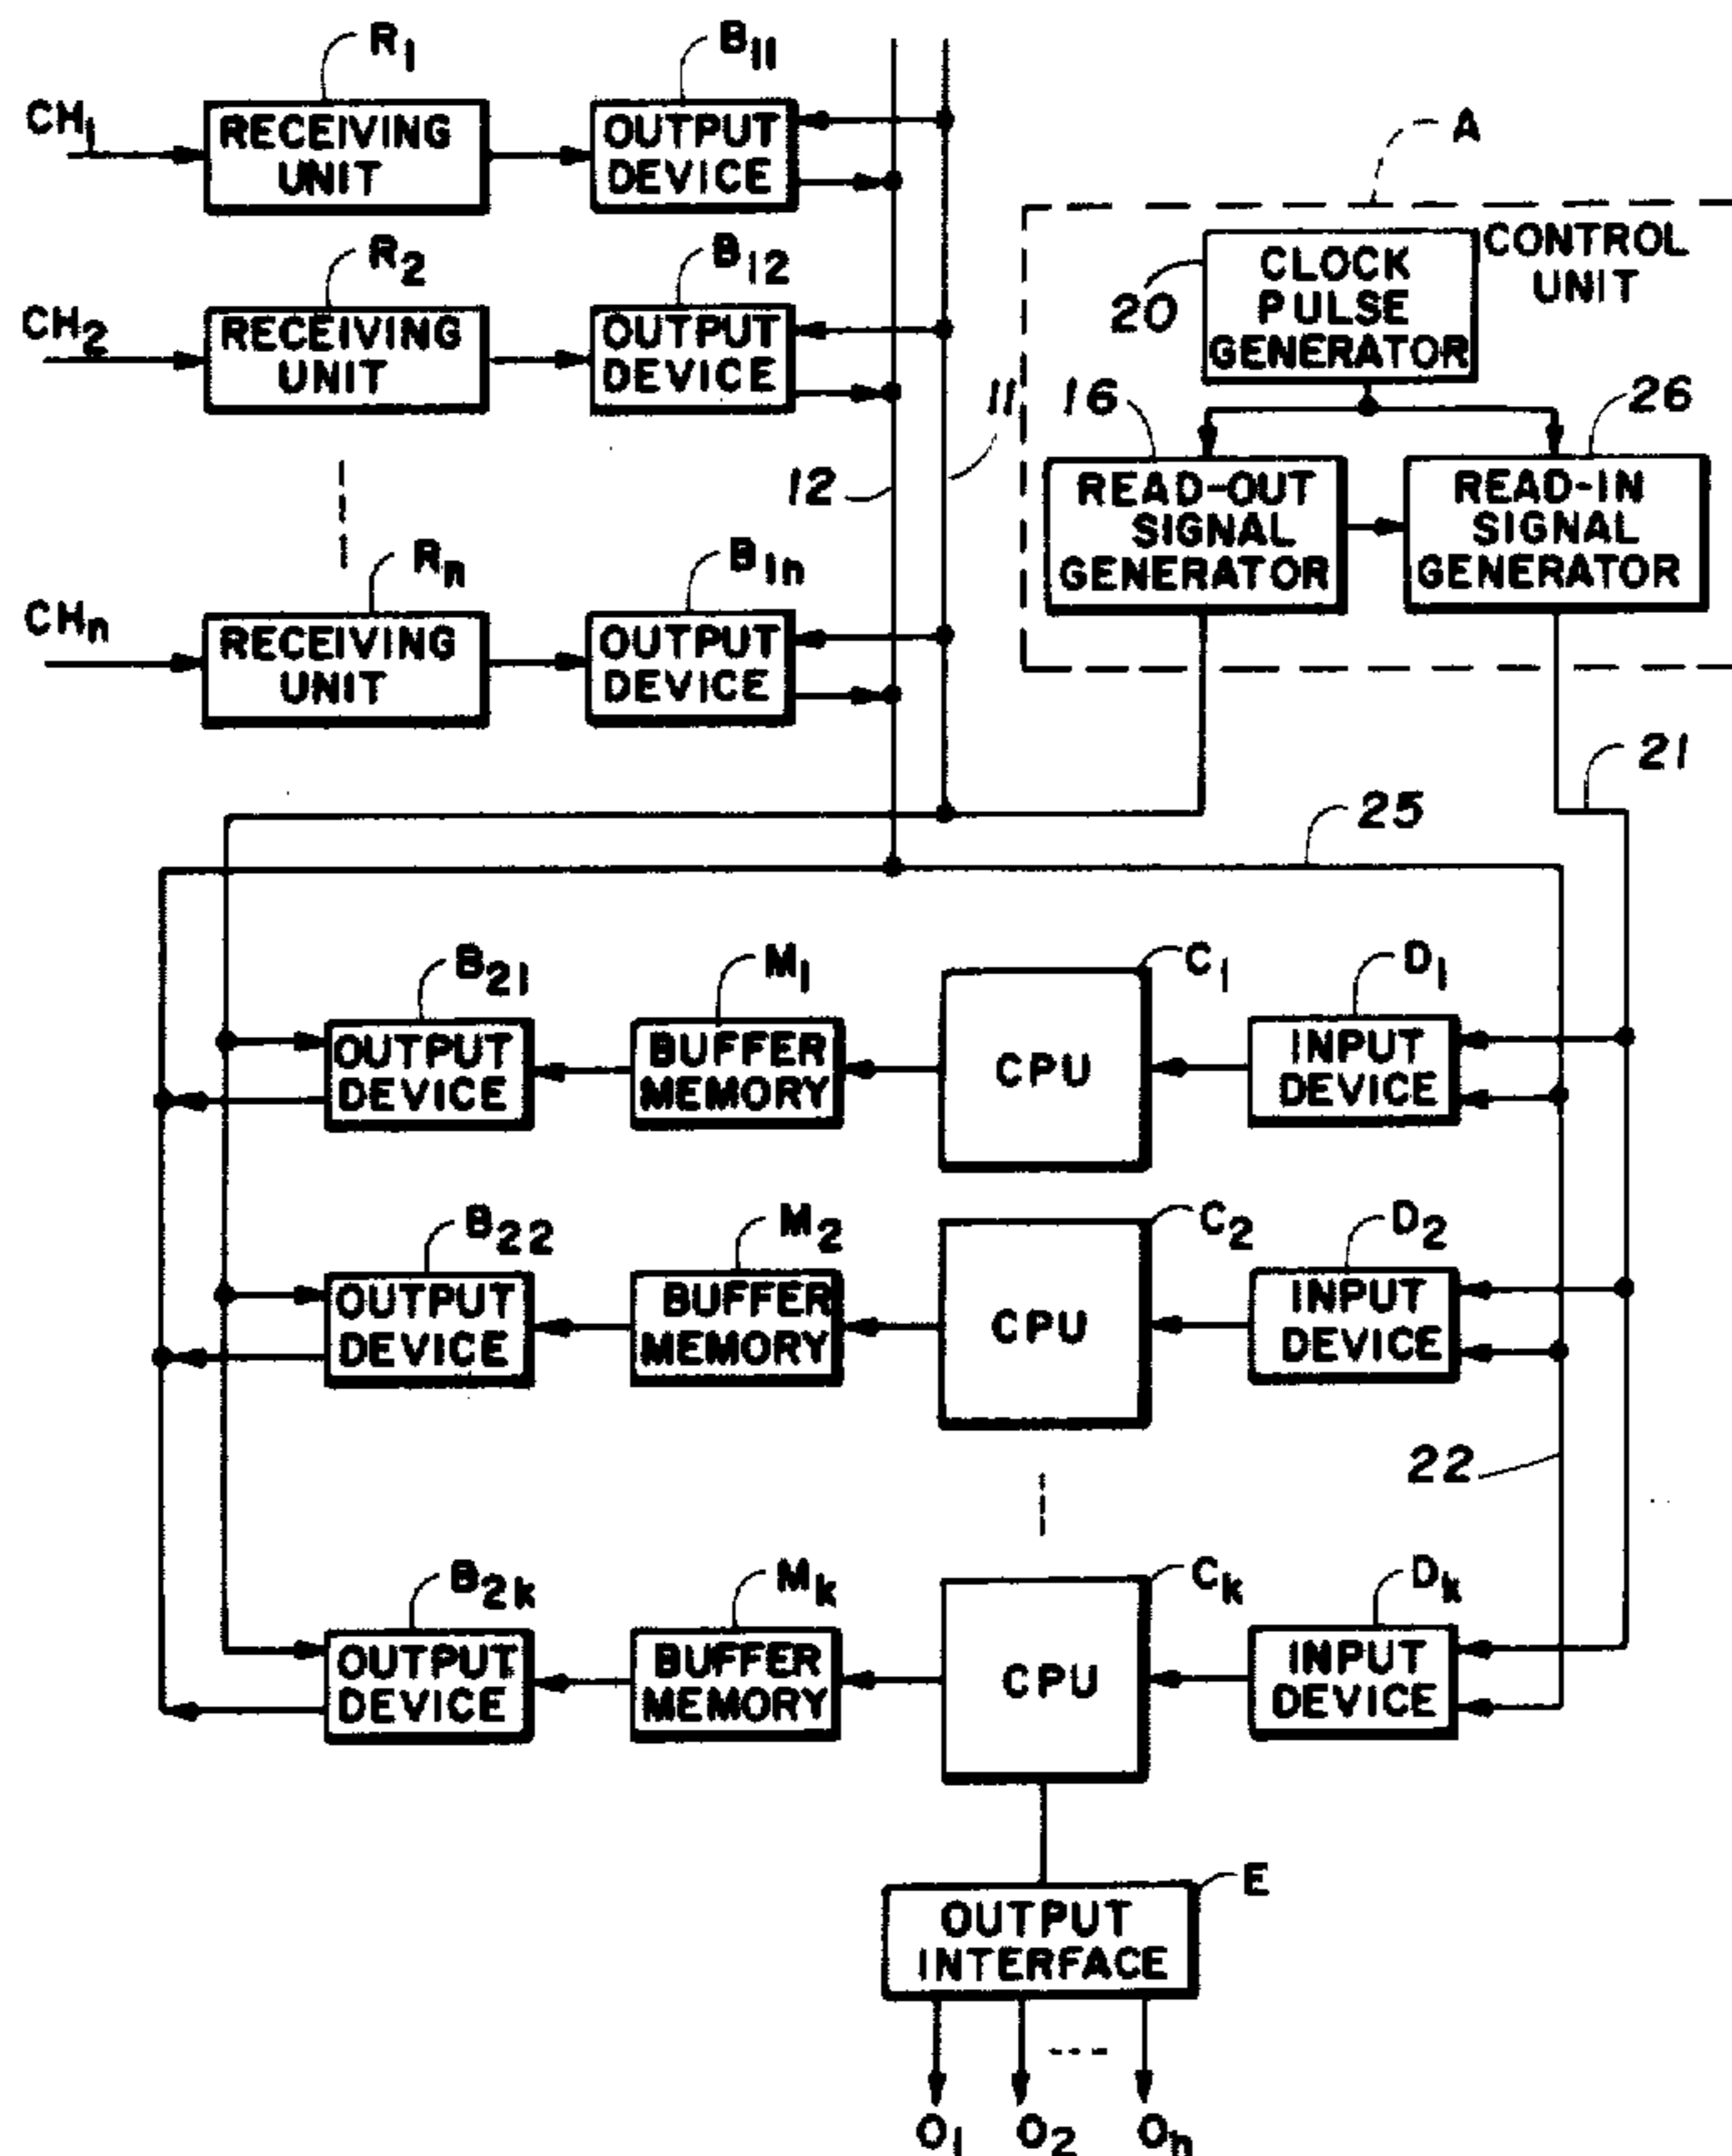 R1
B11
CH1
RECEIVING
UNIT
OUTPUT
DEVICE
A
R2
B12
CONTROL
UNIT
CLOCK
PULSE
GENERATOR
20
CH2
RECEIVING
UNIT
OUTPUT
DEVICE
11
16
26
12
READ-OUT
SIGNAL
GENERATOR
READ-IN
SIGNAL
GENERATOR
Rn
B1n
CHn
RECEIVING
UNIT
OUTPUT
DEVICE
21
25
B21
M1
C1
D1
OUTPUT
DEVICE
BUFFER
MEMORY
CPU
INPUT
DEVICE
B22
M2
C2
D2
OUTPUT
DEVICE
BUFFER
MEMORY
CPU
INPUT
DEVICE
22
B2k
Mk
Ck
Dk
OUTPUT
DEVICE
BUFFER
MEMORY
CPU
INPUT
DEVICE
E
OUTPUT
INTERFACE
O1 O2 On